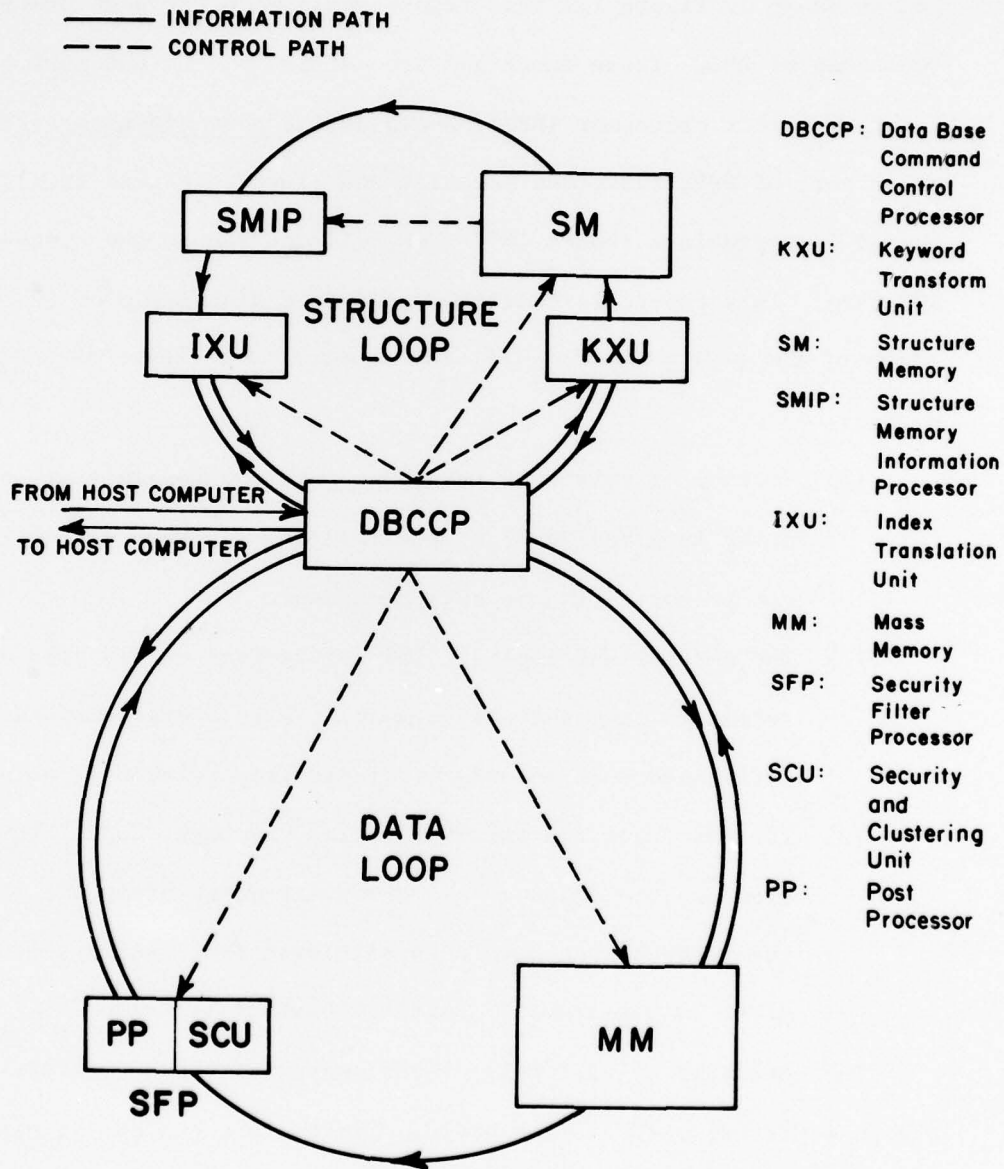 INFORMATION PATH
CONTROL PATH
SMIP
SM
STRUCTURE
LOOP
IXU
KXU
FROM HOST COMPUTER
TO HOST COMPUTER
DBCCP
DATA
LOOP
PP
SCU
SFP
MM
DBCCP: Data Base
Command
Control
Processor
KXU: Keyword
Transform
Unit
SM: Structure
Memory
SMIP: Structure
Memory
Information
Processor
IXU: Index
Translation
Unit
MM: Mass
Memory
SFP: Security
Filter
Processor
SCU: Security
and
Clustering
Unit
PP: Post
Processor